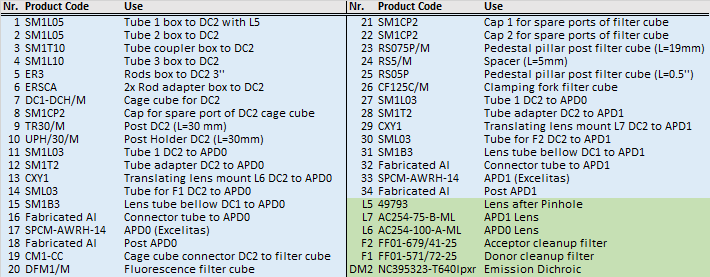 Nr. Product Code Use
1 SM1L05 Tube 1 box to DC2 with L5
2 SM1L05 Tube 2 box to DC2
3 SM1T10 Tube coupler box to DC2
4 SM1L10 Tube 3 box to DC2
5 ER3 Rods box to DC2 3"
6 ERSCA 2x Rod adapter box to DC2
7 DC1-DCH/M Cage cube for DC2
8 SM1CP2 Cap for spare port of DC2 cage cube
9 TR30/M Post DC2 (L=30 mm)
10 UPH/30/M Post Holder DC2 (L=30mm)
11 SM1L03 Tube 1 DC2 to APD0
12 SM1T2 Tube adapter DC2 to APD0
13 CXY1 Translating lens mount L6 DC2 to APD0
14 SML03 Tube for F1 DC2 to APD0
15 SM1B3 Lens tube bellow DC1 to APD0
16 Fabricated Al Connector tube to APD0
17 SPCM-AWRH-14 APD0 (Excelitas)
18 Fabricated Al Post APD0
19 CM1-CC Cage cube connector DC2 to filter cube
20 DFM1/M Fluorescence filter cube
Nr. Product Code Use
21 SM1CP2 Cap 1 for spare ports of filter cube
22 SM1CP2 Cap 2 for spare ports of filter cube
23 RS075P/M Pedestal pillar post filter cube (L=19mm)
24 RS5/M Spacer (L=5mm)
25 RS05P Pedestal pillar post filter cube (L=0.5'')
26 CF125C/M Clamping fork filter cube
27 SM1L03 Tube 1 DC2 to APD0
28 SM1T2 Tube adapter DC2 to APD1
29 CXY1 Translating lens mount L7 DC2 to APD1
30 SML03 Tube for F2 DC2 to APD1
31 SM1B3 Lens tube bellow DC1 to APD1
32 Fabricated Al Connector tube to APD1
33 SPCM-AWRH-14 APD1 (Excelitas)
34 Fabricated Al Post APD1
L5 49793 Lens after Pinhole
L7 AC254-75-B-ML APD1 Lens
L6 AC254-100-A-ML APD0 Lens
F2 FF01-679/41-25 Acceptor cleanup filter
F1 FF01-571/72-25 Donor cleanup filter
DM2 NC395323-T640lpxr Emission Dichroic